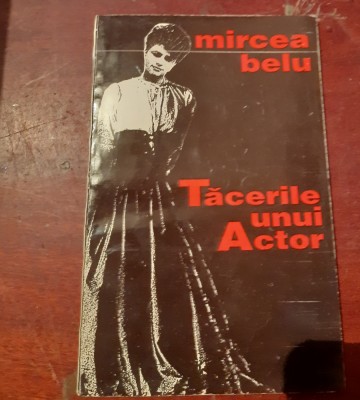 mircea
belu
Tăcerile
unui
Actor